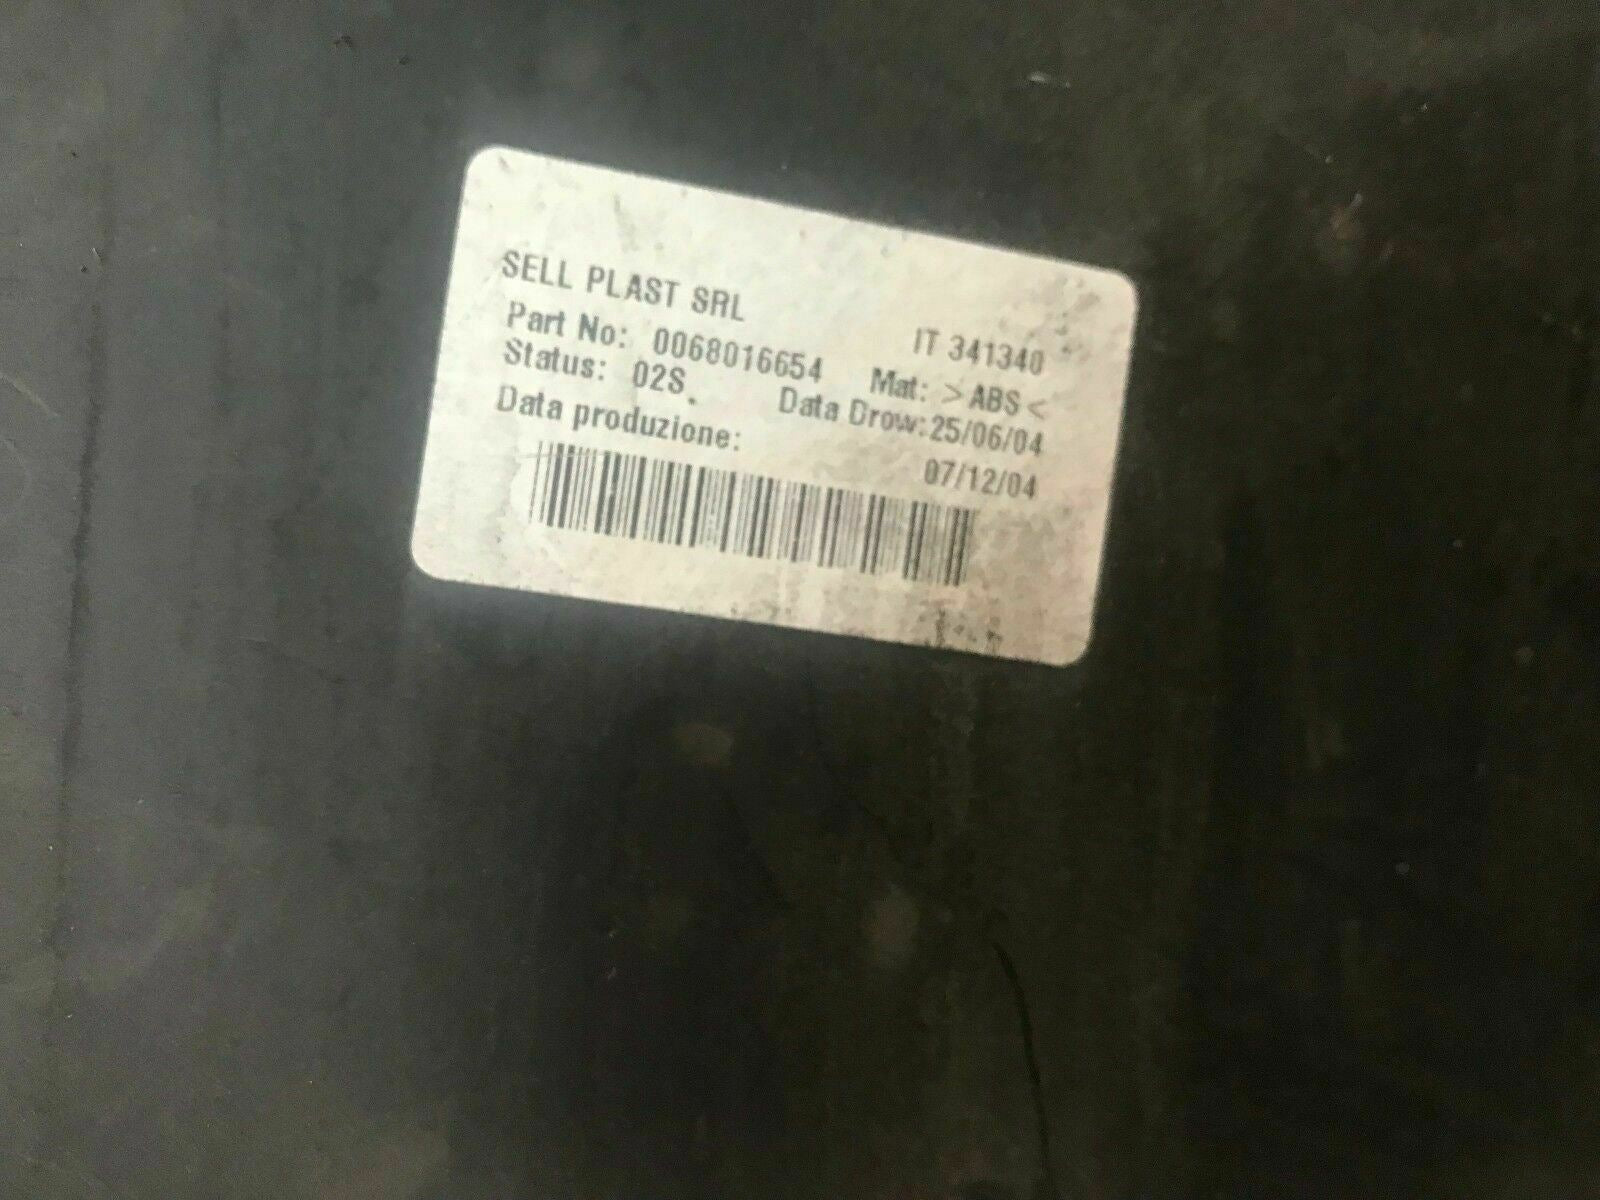 SELL PLAST SRL IT 341340
Part No: 0068016654 Mat: >ABS<
Status: 02S. Data Drow:25/06/04
Data produzione: 07/12/04